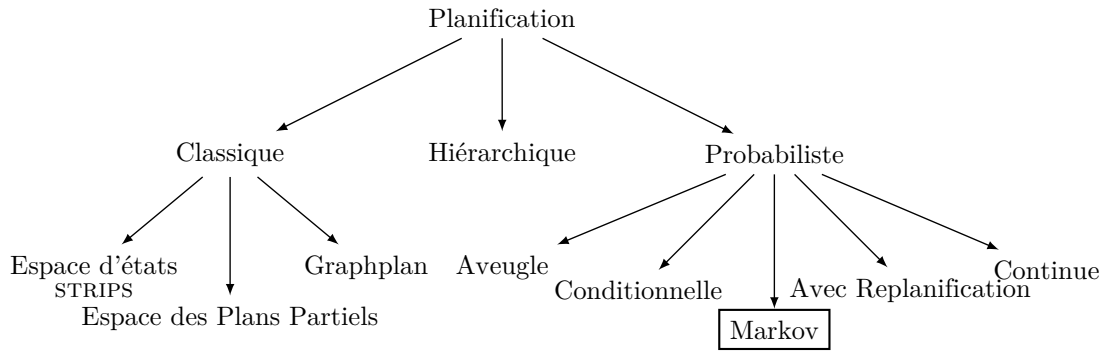 Planification
Classique
Hiérarchique
Probabiliste
Espace d'états
STRIPS
Espace des Plans Partiels
Graphplan
Aveugle
Conditionnelle
Markov
Avec Replanification
Continue